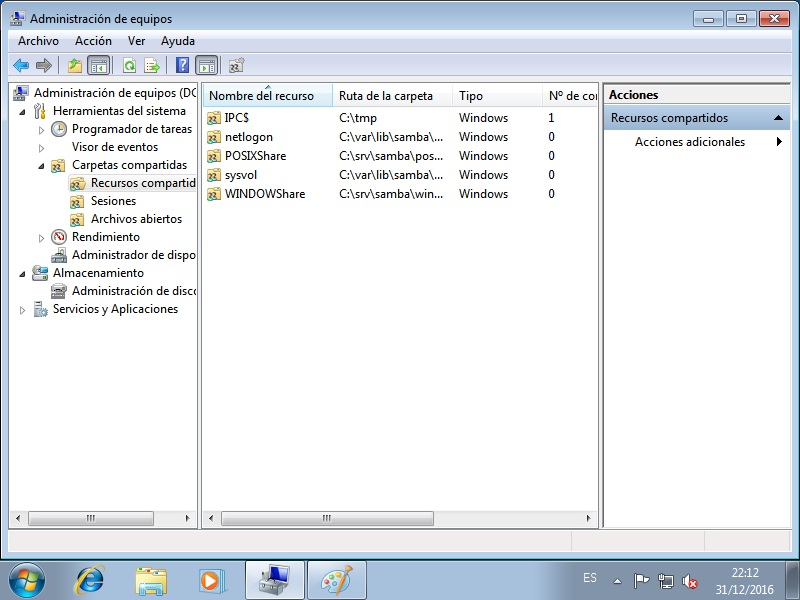 Administración de equipos
Archivo Acción Ver Ayuda
Administración de equipos (DC
Herramientas del sistema
Programador de tareas
Visor de eventos
Carpetas compartidas
Recursos compartid
Sesiones
Archivos abiertos
Rendimiento
Administrador de dispo
Almacenamiento
Administración de disc
Servicios y Aplicaciones
Nombre del recurso Ruta de la carpeta Tipo Nº de co
IPC$ C:\tmp Windows 1
netlogon C:\var\lib\samba\... Windows 0
POSIXShare C:\srv\samba\pos... Windows 0
sysvol C:\var\lib\samba\... Windows 0
WINDOWShare C:\srv\samba\win... Windows 0
Acciones
Recursos compartidos
Acciones adicionales
ES
22:12
31/12/2016